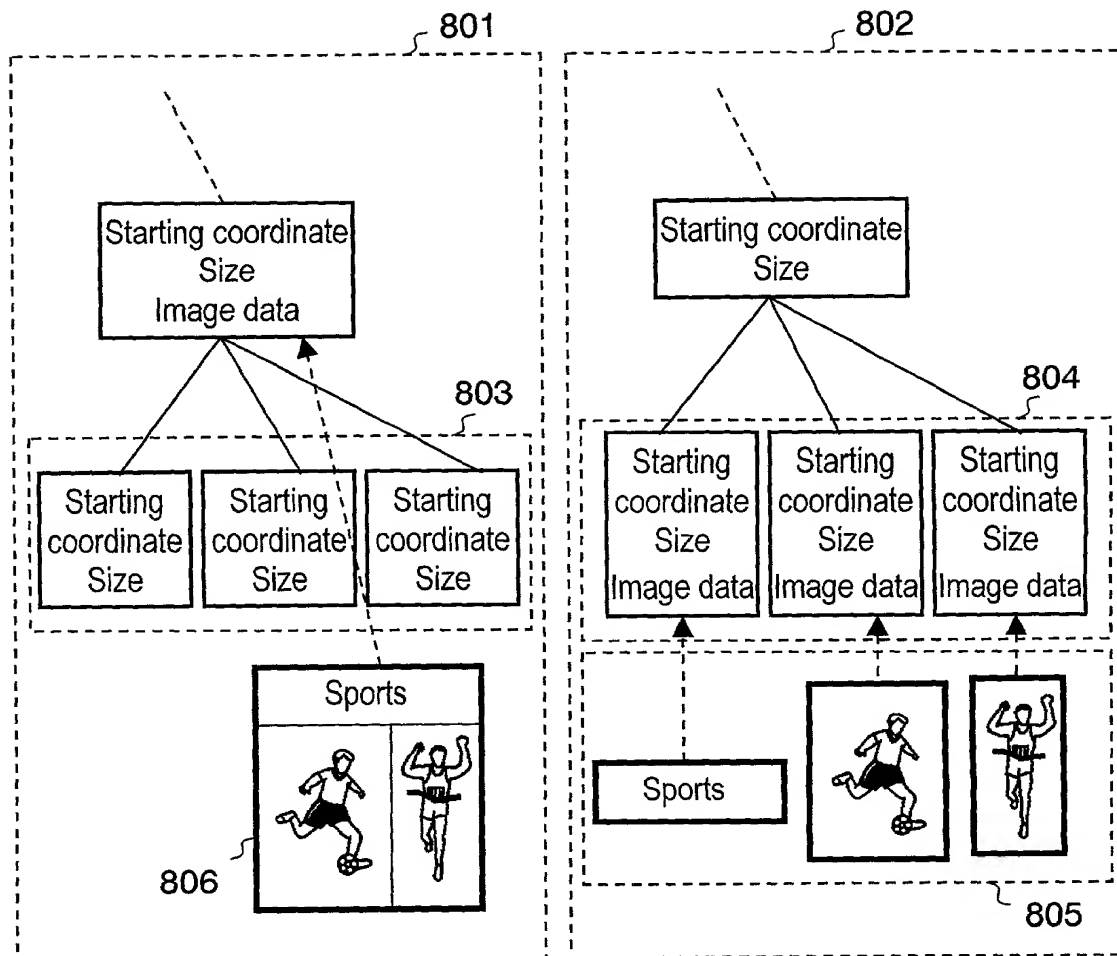 801
802
Starting coordinate
Size
Image data
Starting coordinate
Size
803
804
Starting
coordinate
Size
Starting
coordinate
Size
Starting
coordinate
Size
Starting
coordinate
Size
Image data
Starting
coordinate
Size
Image data
Starting
coordinate
Size
Image data
Sports
806
Sports
805